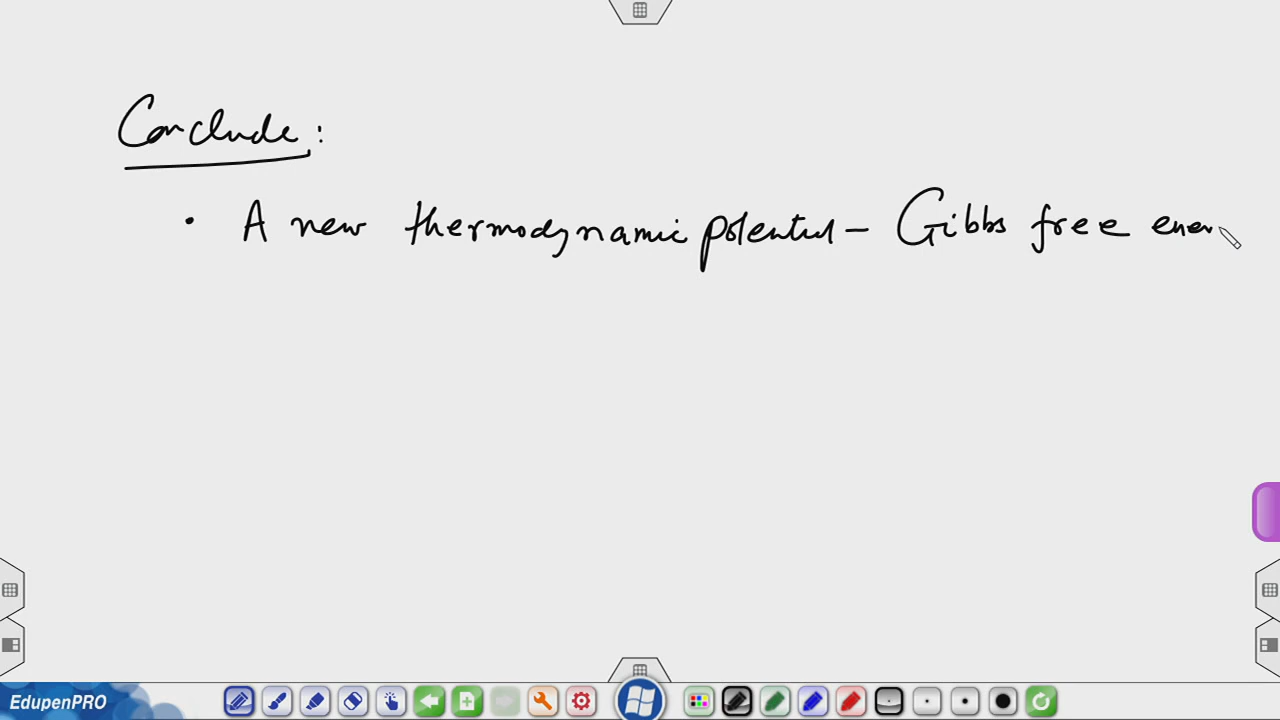 Conclude :
• A new thermodynamic potential – Gibbs free ener
EdupenPRO